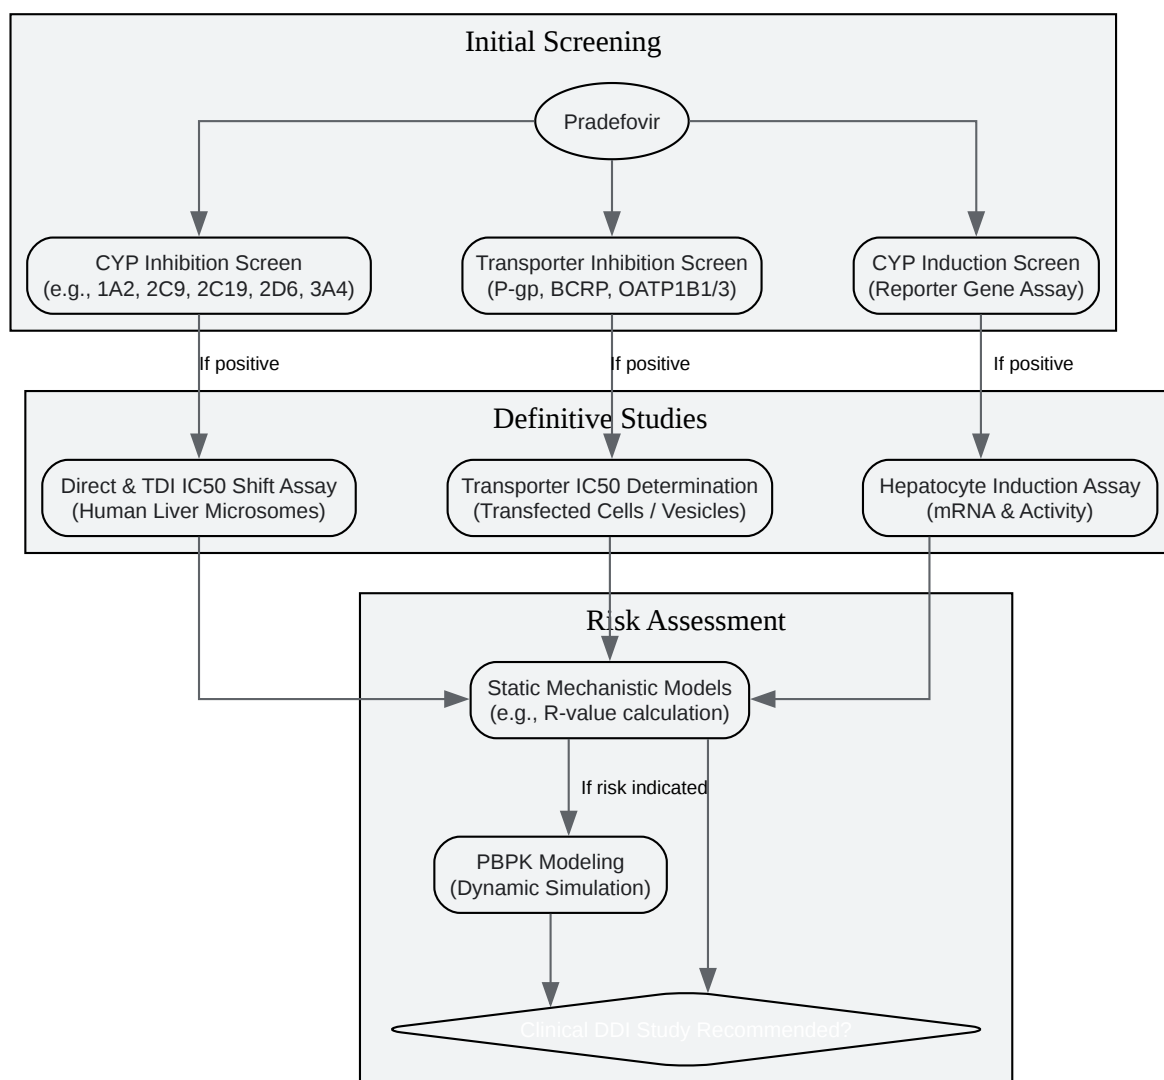 Initial Screening
Pradefovir
CYP Inhibition Screen
(e.g., 1A2, 2C9, 2C19, 2D6, 3A4)
Transporter Inhibition Screen
(P-gp, BCRP, OATP1B1/3)
CYP Induction Screen
(Reporter Gene Assay)
If positive
If positive
If positive
Definitive Studies
Direct & TDI IC50 Shift Assay
(Human Liver Microsomes)
Transporter IC50 Determination
(Transfected Cells / Vesicles)
Hepatocyte Induction Assay
(mRNA & Activity)
Risk Assessment
Static Mechanistic Models
(e.g., R-value calculation)
If risk indicated
PBPK Modeling
(Dynamic Simulation)
Clinical DDI Study Recommended?